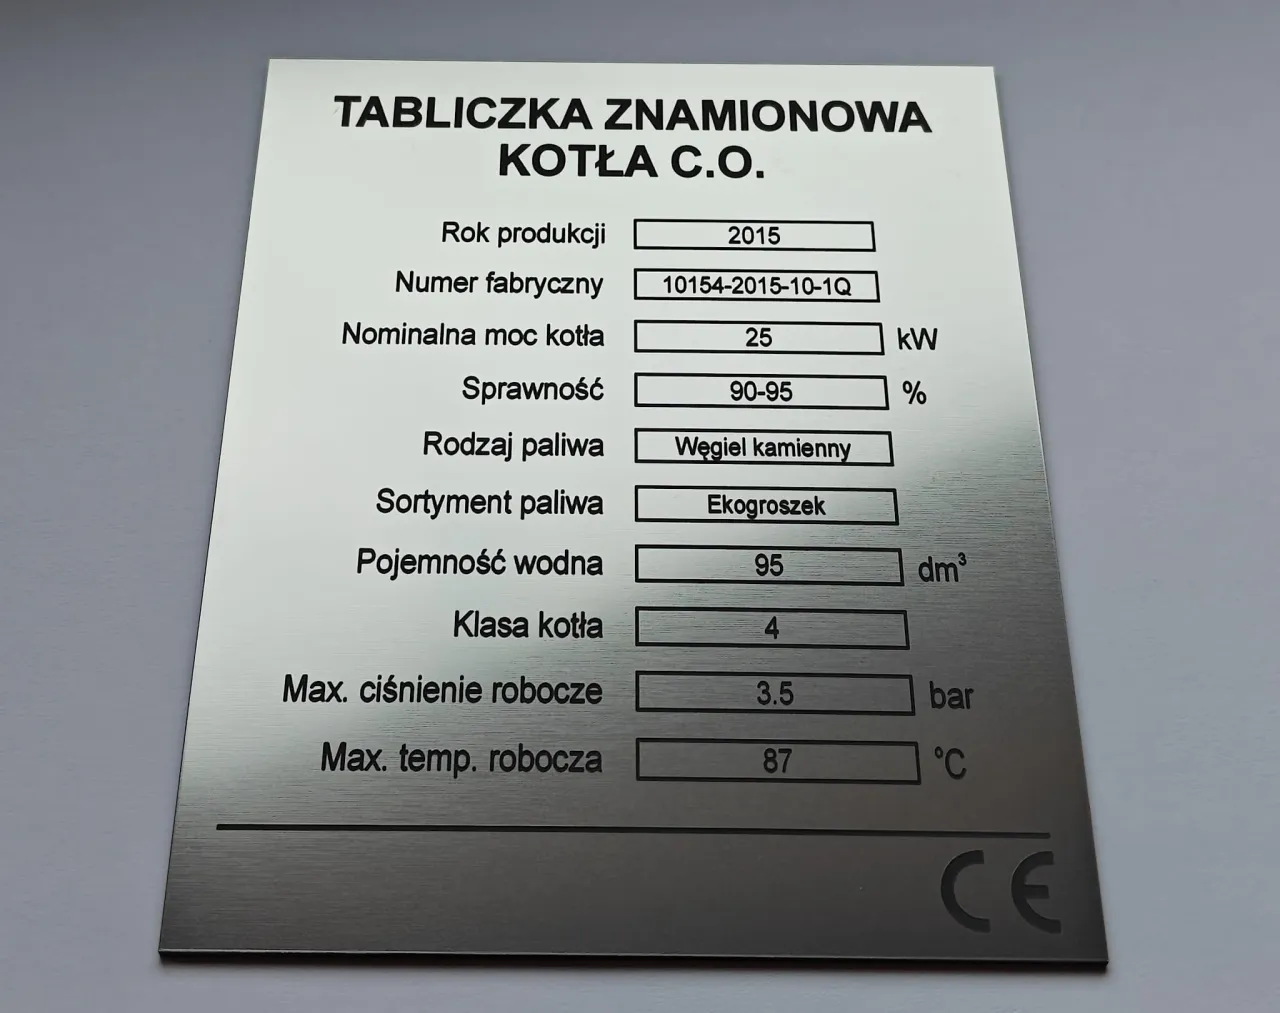 TABLICZKA ZNAMIONOWA
KOTŁA C.O.
Rok produkcji 2015
Numer fabryczny 10154-2015-10-1Q
Nominalna moc kotła 25 kW
Sprawność 90-95 %
Rodzaj paliwa Węgiel kamienny
Sortyment paliwa Ekogroszek
Pojemność wodna 95 dm³
Klasa kotła 4
Max. ciśnienie robocze 3.5 bar
Max. temp. robocza 87 °C
CE